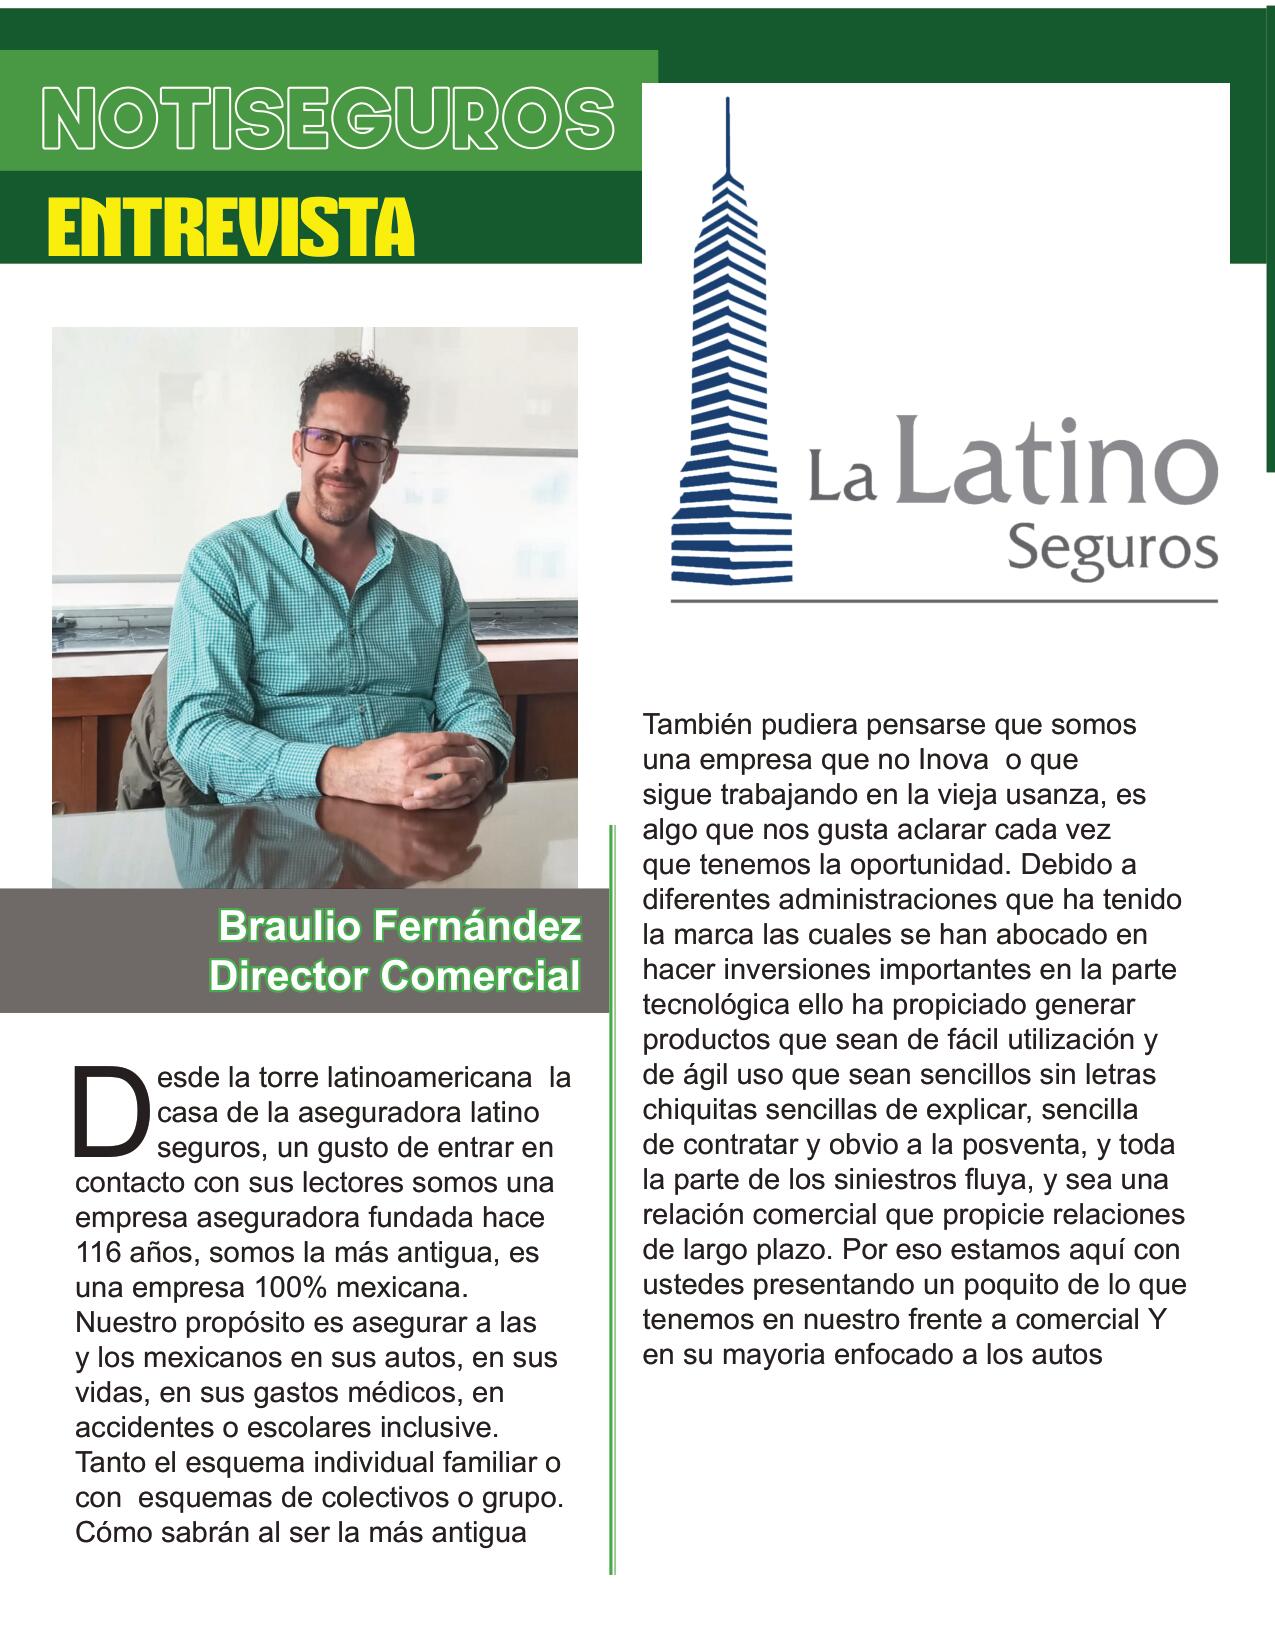 NOTISEGUROS
ENTREVISTA
La Latino
Seguros
Braulio Fernández
Director Comercial
Desde la torre latinoamericana  la
casa de la aseguradora latino
seguros, un gusto de entrar en
contacto con sus lectores somos una
empresa aseguradora fundada hace
116 años, somos la más antigua, es
una empresa 100% mexicana.
Nuestro propósito es asegurar a las
y los mexicanos en sus autos, en sus
vidas, en sus gastos médicos, en
accidentes o escolares inclusive.
Tanto el esquema individual familiar o
con  esquemas de colectivos o grupo.
Cómo sabrán al ser la más antigua
También pudiera pensarse que somos
una empresa que no Inova  o que
sigue trabajando en la vieja usanza, es
algo que nos gusta aclarar cada vez
que tenemos la oportunidad. Debido a
diferentes administraciones que ha tenido
la marca las cuales se han abocado en
hacer inversiones importantes en la parte
tecnológica ello ha propiciado generar
productos que sean de fácil utilización y
de ágil uso que sean sencillos sin letras
chiquitas sencillas de explicar, sencilla
de contratar y obvio a la posventa, y toda
la parte de los siniestros fluya, y sea una
relación comercial que propicie relaciones
de largo plazo. Por eso estamos aquí con
ustedes presentando un poquito de lo que
tenemos en nuestro frente a comercial Y
en su mayoria enfocado a los autos